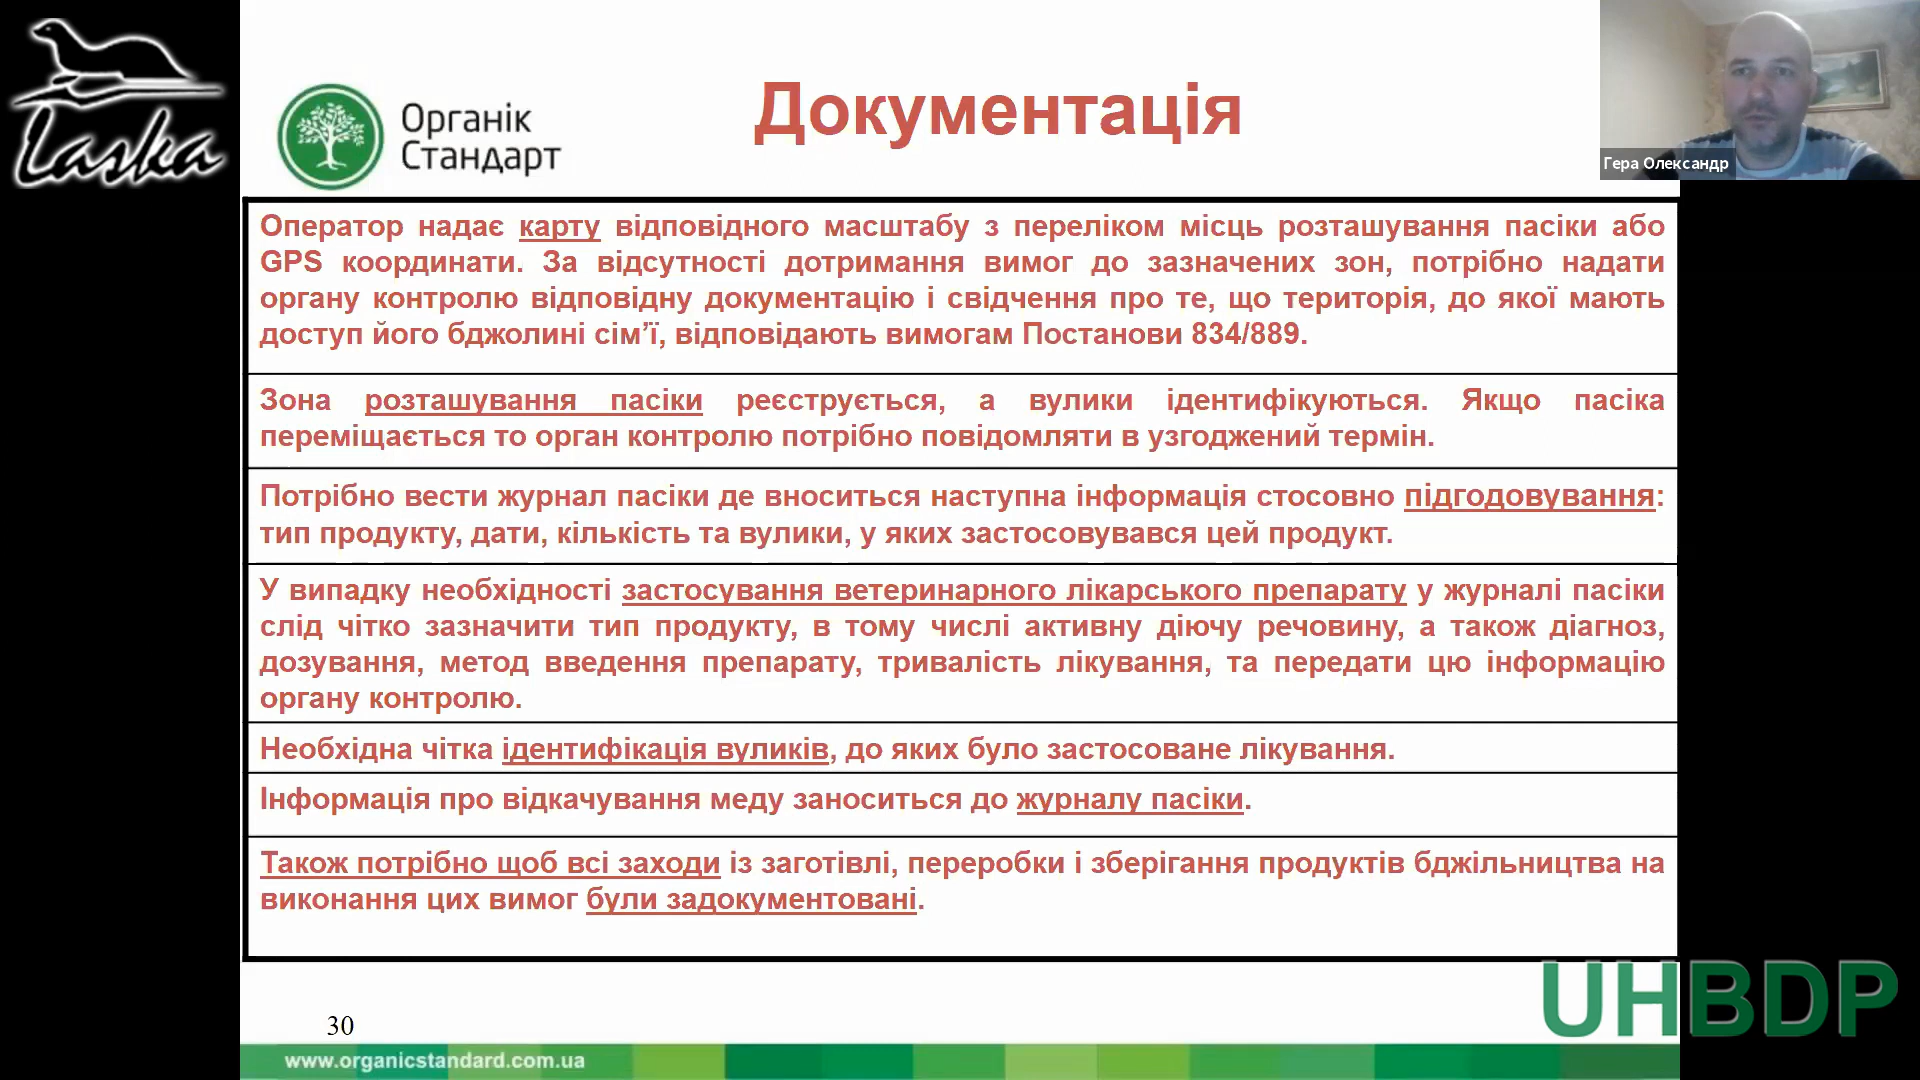 Laska
Органік
Стандарт
Документація
Гера Олександр
Оператор надає карту відповідного масштабу з переліком місць розташування пасіки або
GPS координати. За відсутності дотримання вимог до зазначених зон, потрібно надати
органу контролю відповідну документацію і свідчення про те, що територія, до якої мають
доступ його бджолині сім’ї, відповідають вимогам Постанови 834/889.
Зона розташування пасіки реєструється, а вулики ідентифікуються. Якщо пасіка
переміщається то орган контролю потрібно повідомляти в узгоджений термін.
Потрібно вести журнал пасіки де вноситься наступна інформація стосовно підгодовування:
тип продукту, дати, кількість та вулики, у яких застосовувався цей продукт.
У випадку необхідності застосування ветеринарного лікарського препарату у журналі пасіки
слід чітко зазначити тип продукту, в тому числі активну діючу речовину, а також діагноз,
дозування, метод введення препарату, тривалість лікування, та передати цю інформацію
органу контролю.
Необхідна чітка ідентифікація вуликів, до яких було застосоване лікування.
Інформація про відкачування меду заноситься до журналу пасіки.
Також потрібно щоб всі заходи із заготівлі, переробки і зберігання продуктів бджільництва на
виконання цих вимог були задокументовані.
UHBDP
30
www.organicstandard.com.ua